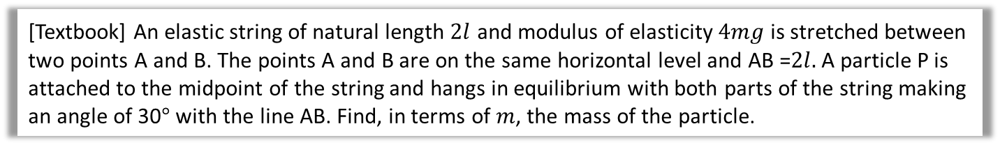 [Textbook] An elastic string of natural length 2l and modulus of elasticity 4mg is stretched between
two points A and B. The points A and B are on the same horizontal level and AB =2l. A particle P is
attached to the midpoint of the string and hangs in equilibrium with both parts of the string making
an angle of 30° with the line AB. Find, in terms of m, the mass of the particle.